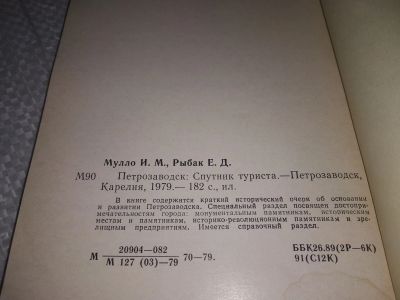 Мулло И. М., Рыбак Е. Д.
М90 Петрозаводск: Спутник туриста.—Петрозаводск,
Карелия, 1979.— 182 с., ил.
В книге содержится краткий исторический очерк об основании
и развитии Петрозаводска. Специальный раздел посвящен достопри-
мечательностям города: монументальным памятникам, историческим
местам и памятникам, историко-революционным памятникам и зре-
лищным предприятиям. Имеется справочный раздел.
М 20904—082
М 127 (03)—79 70—79.
ББК26.89(2Р—6К)
91(С12К)